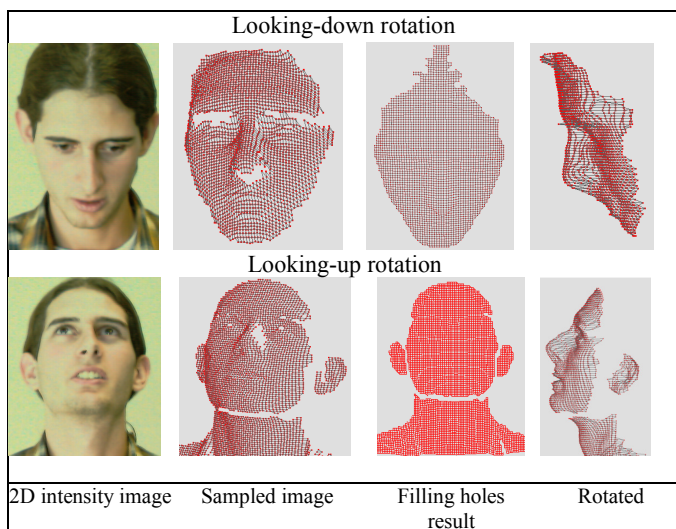 Looking-down rotation
Looking-up rotation
2D intensity image
Sampled image
Filling holes
result
Rotated